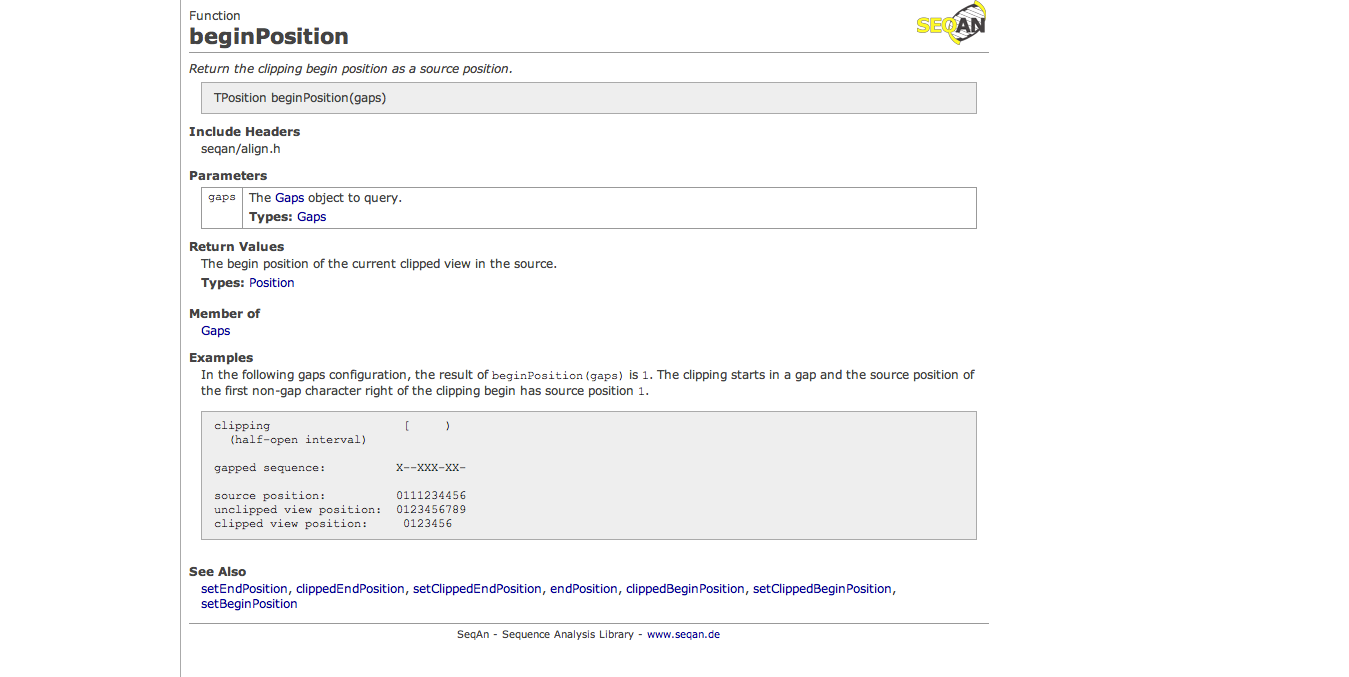 Function
beginPosition
SEQAN
Return the clipping begin position as a source position.
TPosition beginPosition(gaps)
Include Headers
seqan/align.h
Parameters
gaps The Gaps object to query.
Types: Gaps
Return Values
The begin position of the current clipped view in the source.
Types: Position
Member of
Gaps
Examples
In the following gaps configuration, the result of beginPosition(gaps) is 1. The clipping starts in a gap and the source position of
the first non-gap character right of the clipping begin has source position 1.
clipping                   [     )
  (half-open interval)
gapped sequence:          X--XXX-XX-
source position:          0111234456
unclipped view position:  0123456789
clipped view position:     0123456
See Also
setEndPosition, clippedEndPosition, setClippedEndPosition, endPosition, clippedBeginPosition, setClippedBeginPosition,
setBeginPosition
SeqAn - Sequence Analysis Library - www.seqan.de